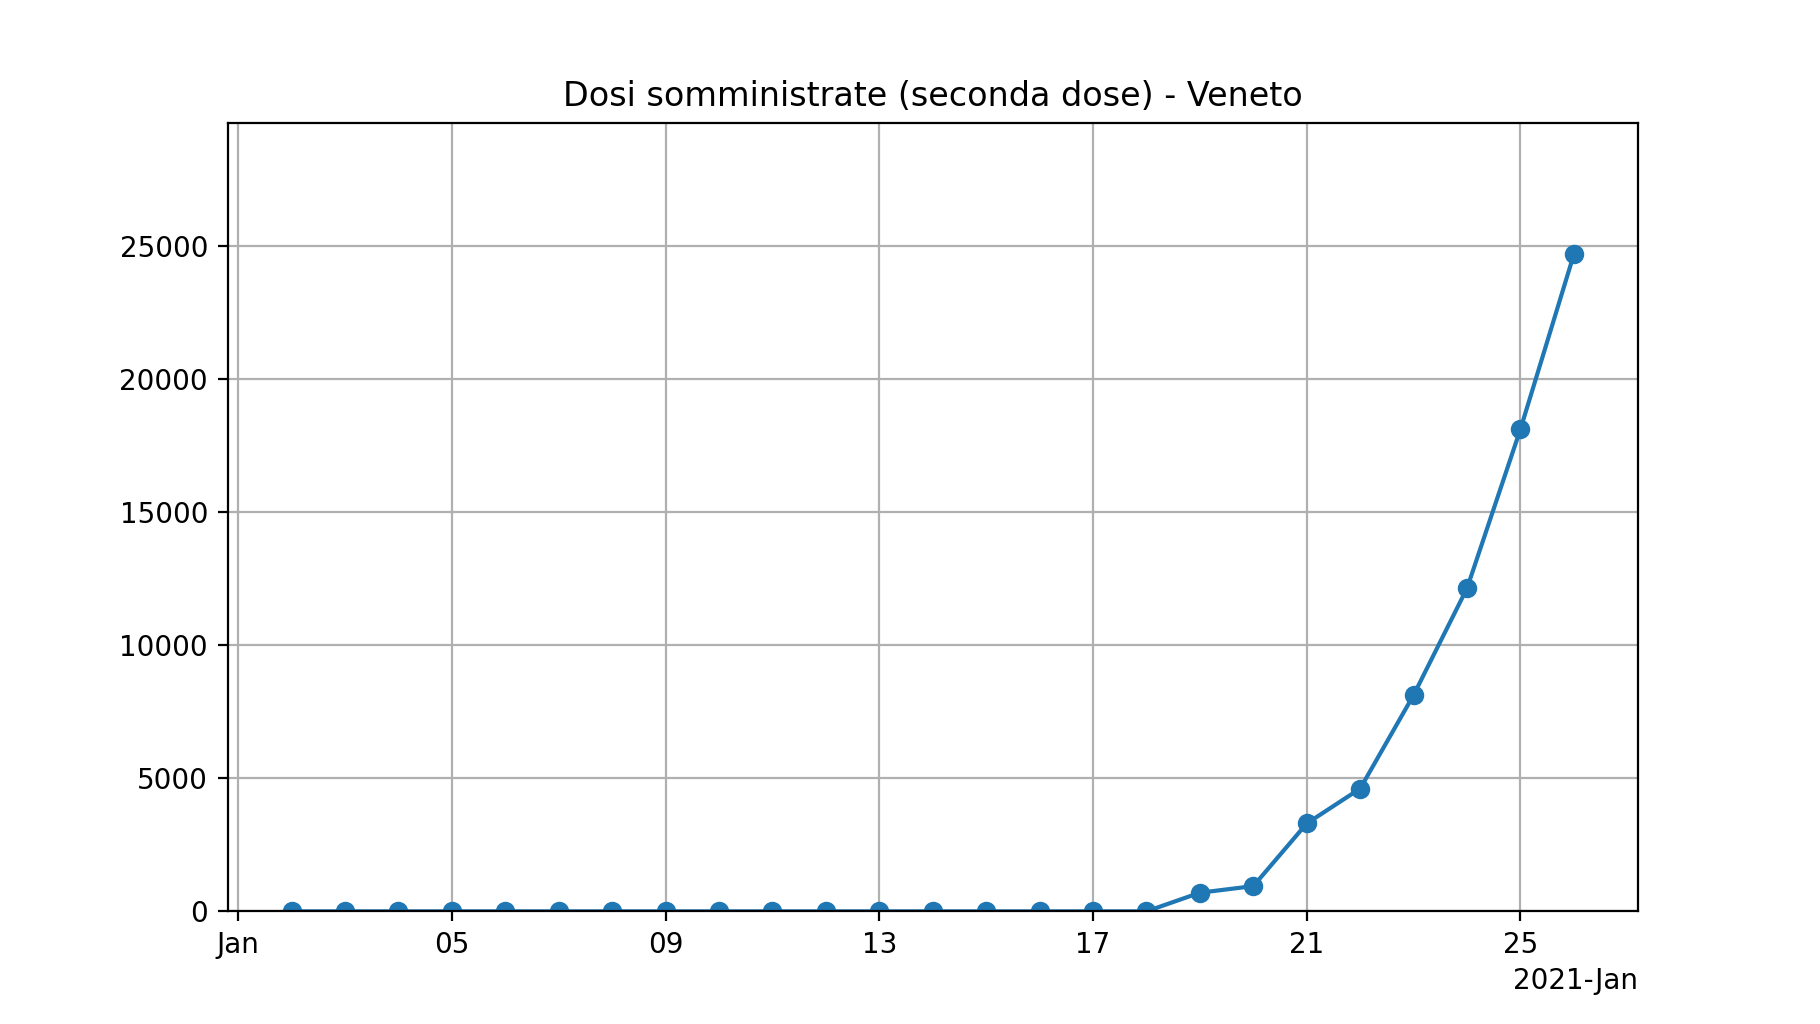 Dosi somministrate (seconda dose) - Veneto
25000
20000
15000
10000
5000
0
Jan 05 09 13 17 21 25
2021-Jan